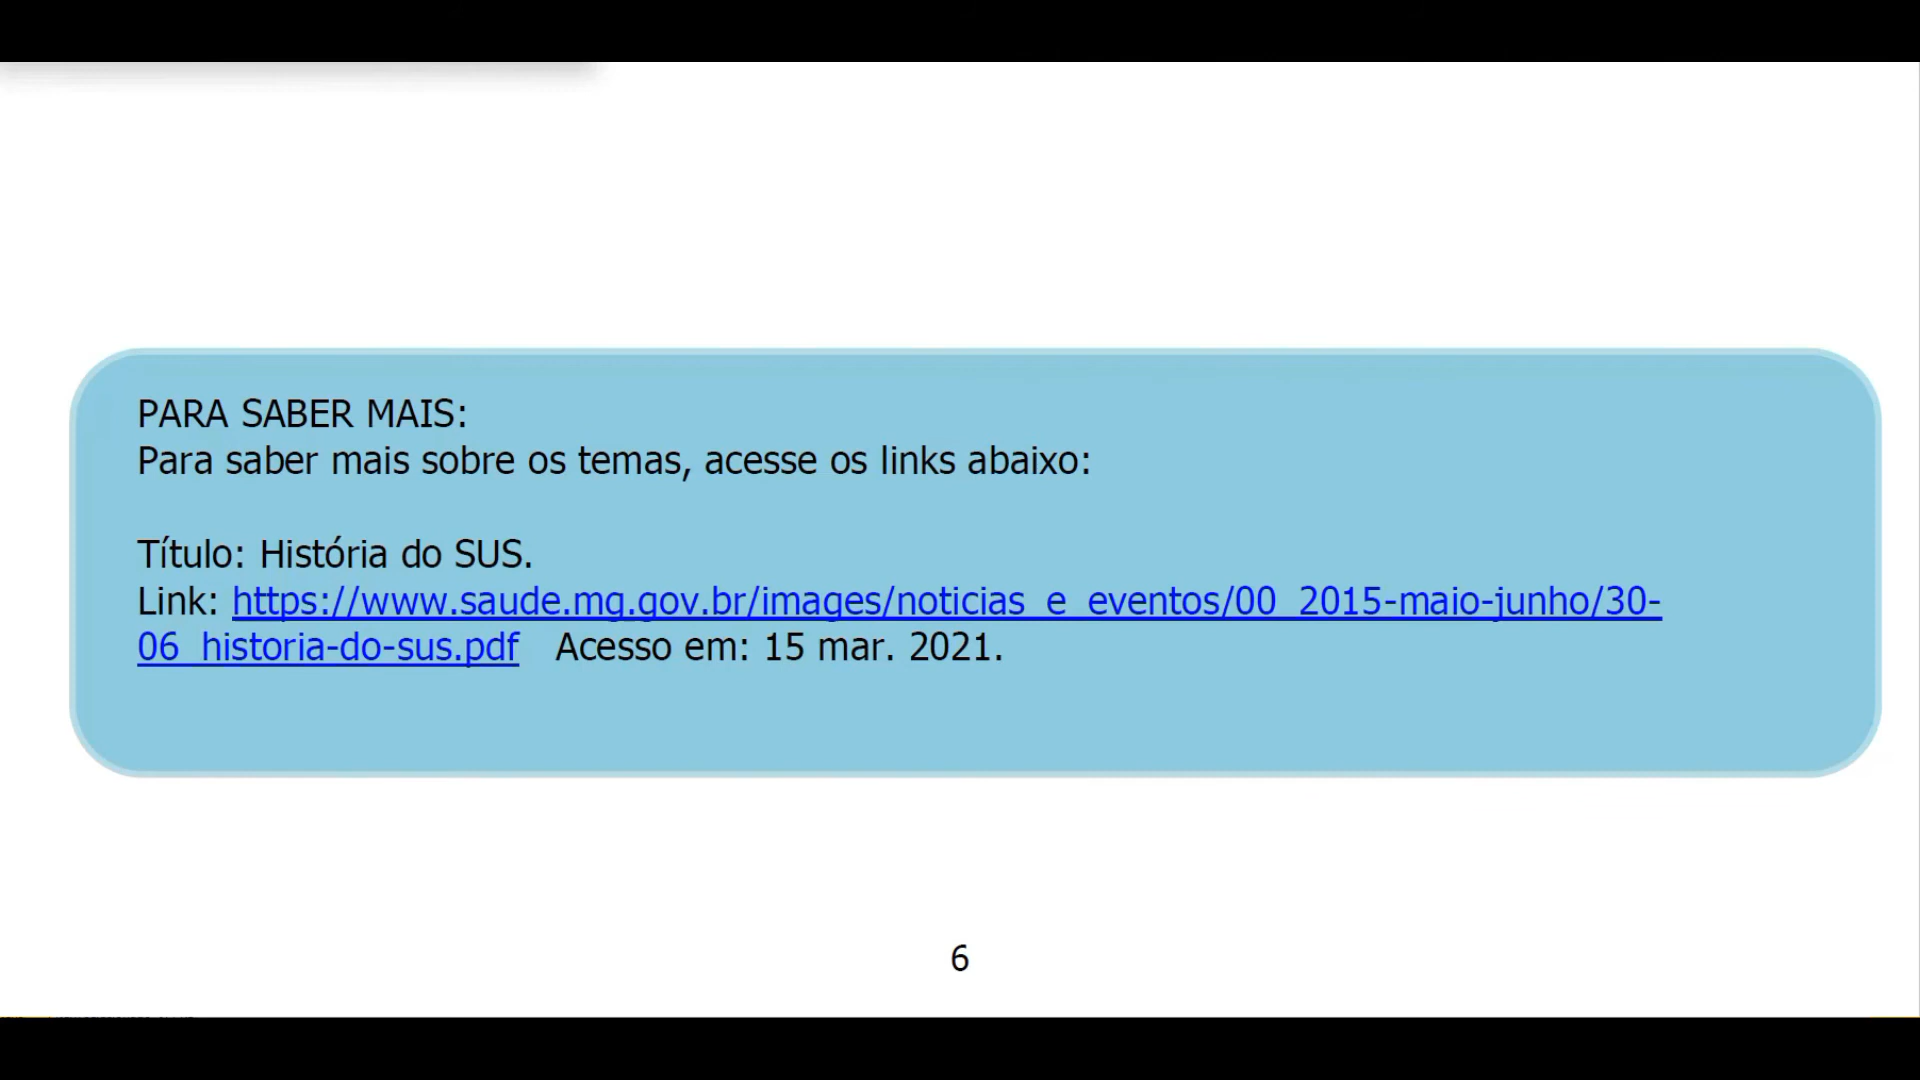 PARA SABER MAIS:
Para saber mais sobre os temas, acesse os links abaixo:
Título: História do SUS.
Link: https://www.saude.mg.gov.br/images/noticias_e_eventos/00_2015-maio-junho/30-
06_historia-do-sus.pdf Acesso em: 15 mar. 2021.
6